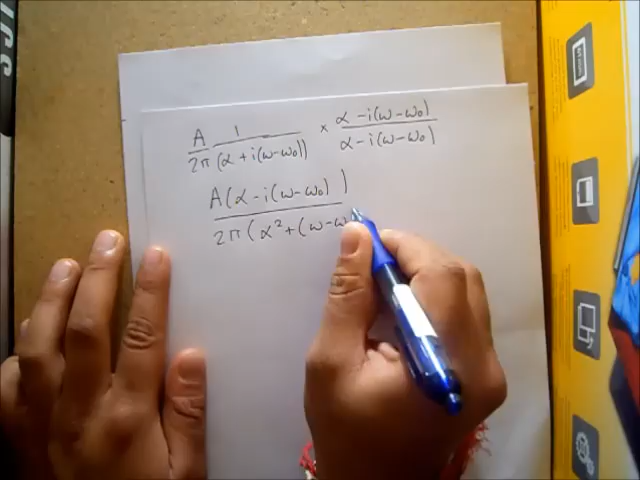 A/2π 1/(α + i(ω-ω₀)) × α - i(ω-ω₀)/α - i(ω-ω₀)
A(α - i(ω-ω₀))/2π(α² + (ω-ω